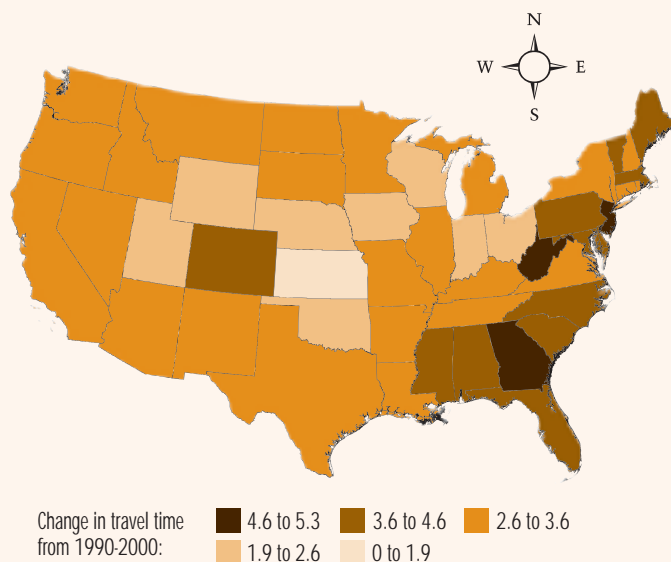 N
W E
S
Change in travel time
from 1990-2000:
4.6 to 5.3 3.6 to 4.6 2.6 to 3.6
1.9 to 2.6 0 to 1.9